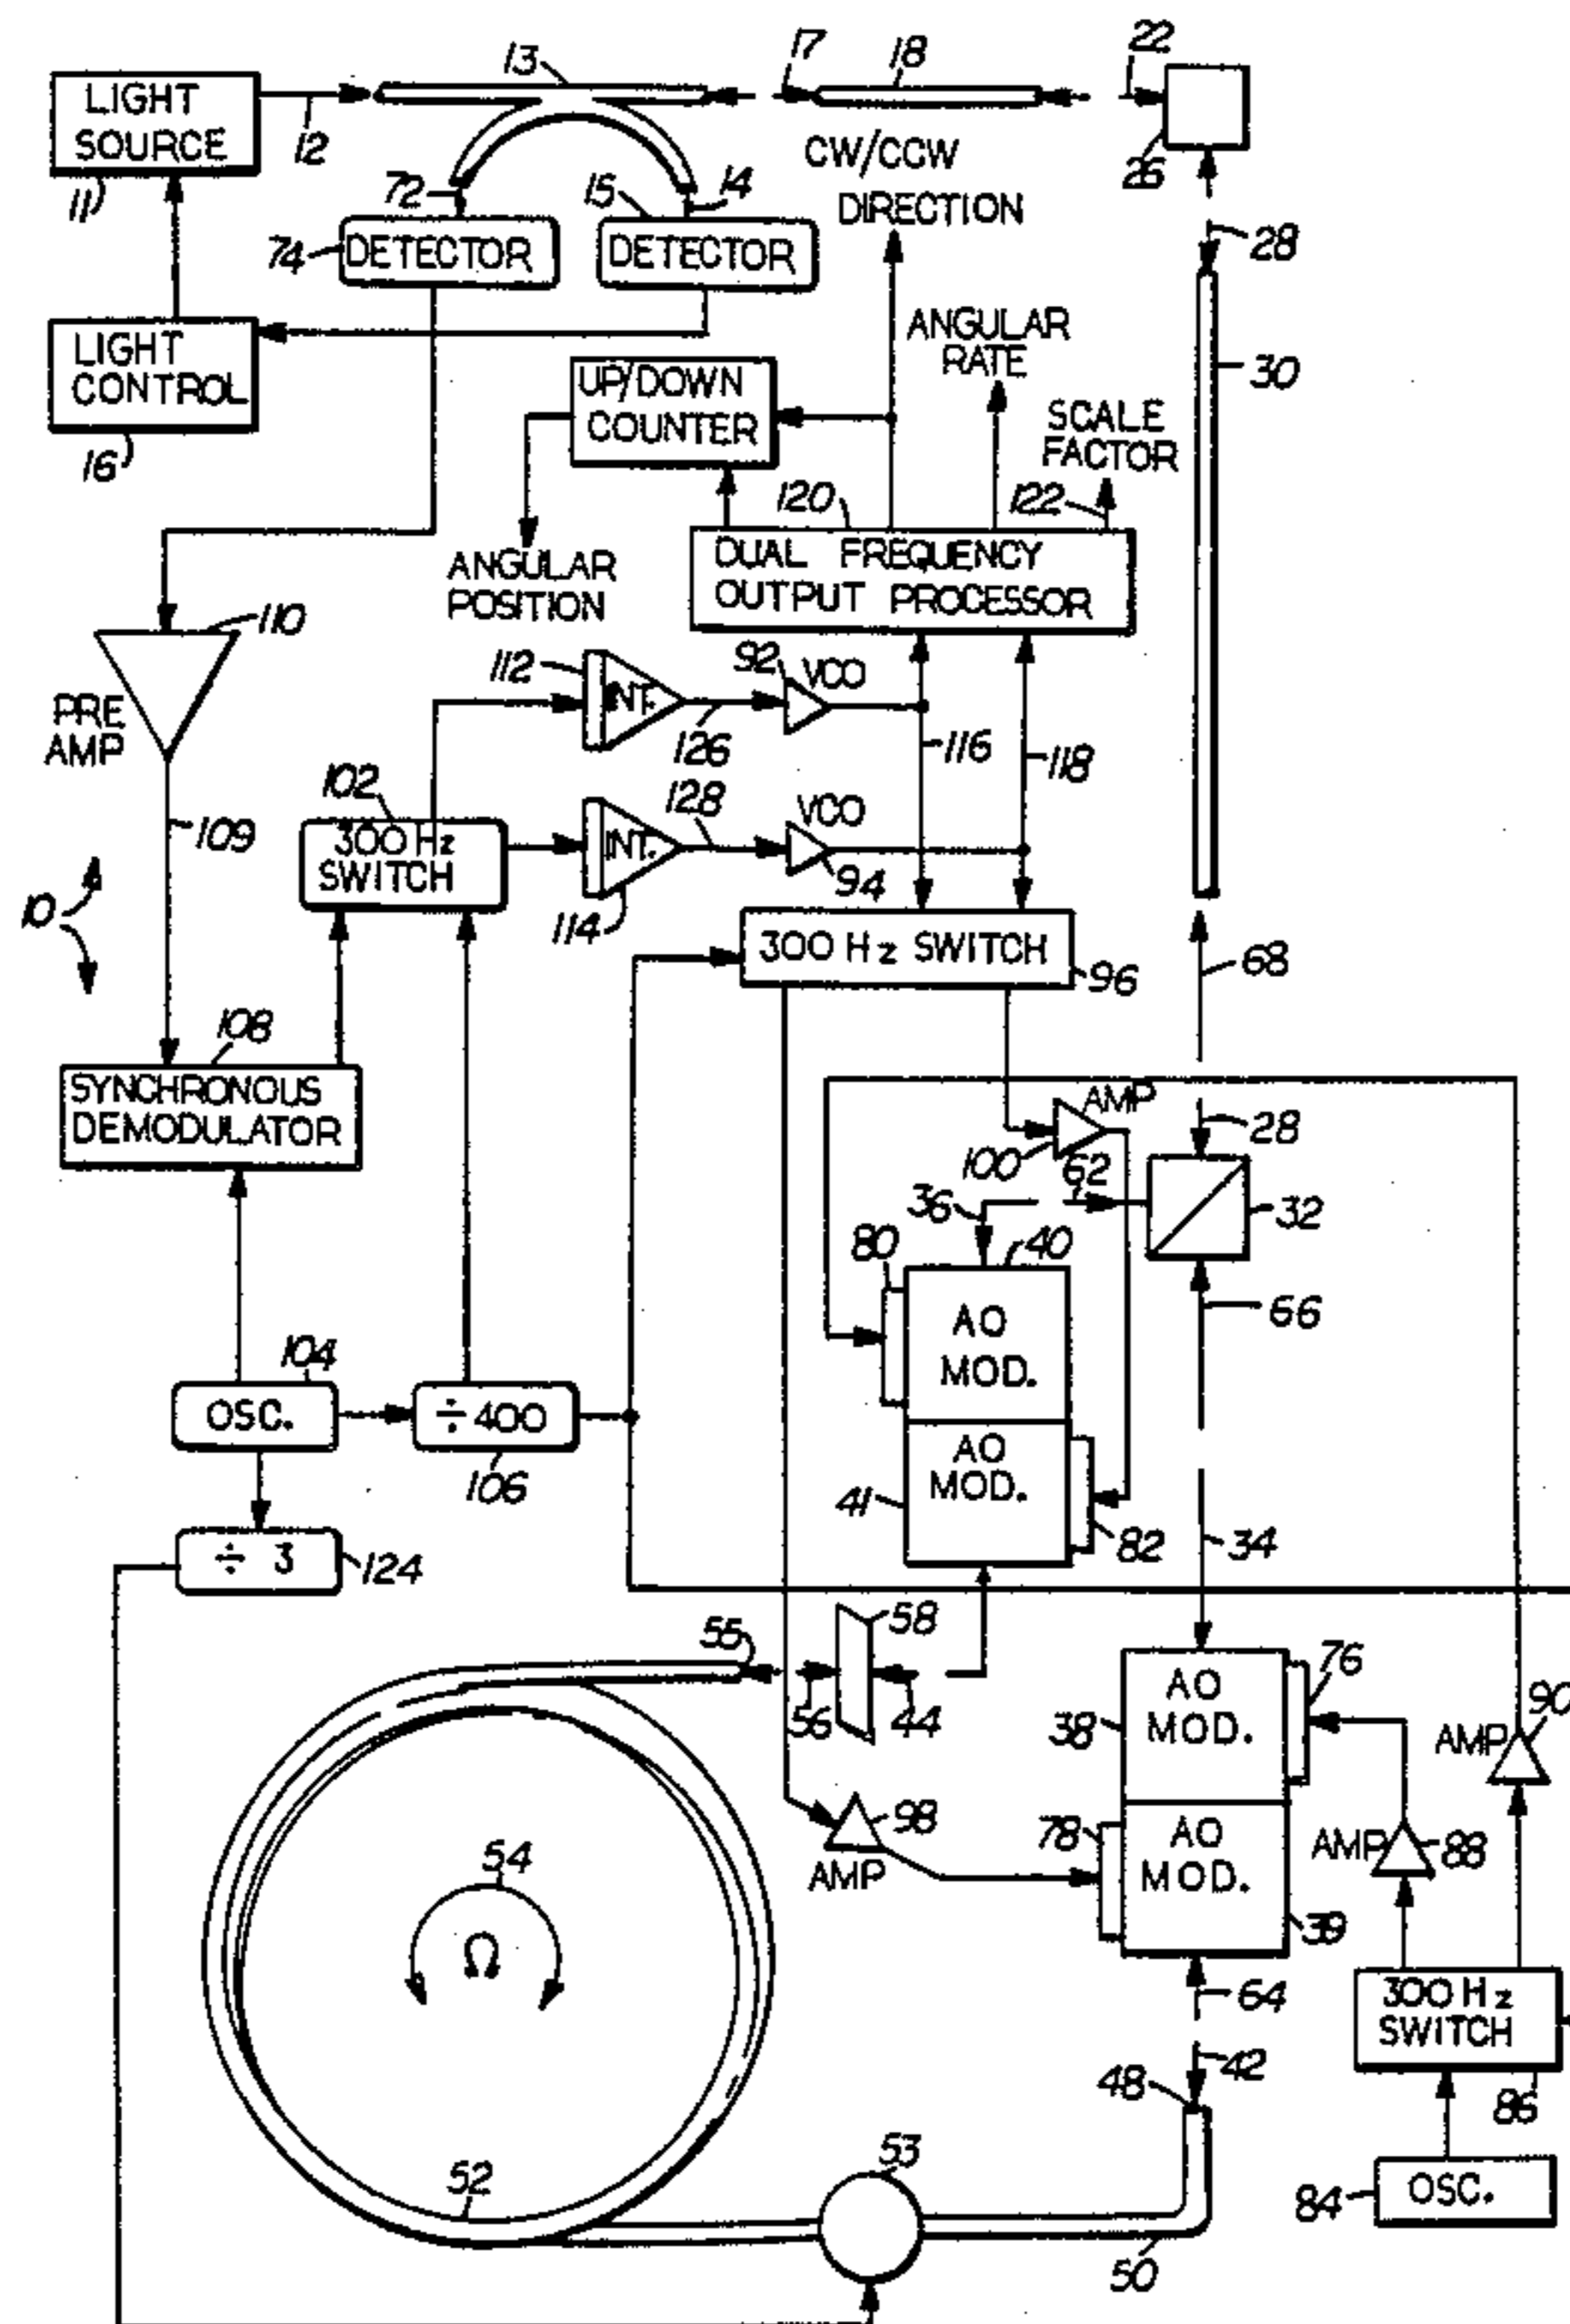 13
17
18
22
LIGHT
SOURCE
12
11
26
CW/CCW
DIRECTION
72
15
14
74
DETECTOR
DETECTOR
28
LIGHT
CONTROL
16
ANGULAR
RATE
UP/DOWN
COUNTER
SCALE
FACTOR
30
120
122
ANGULAR
POSITION
DUAL FREQUENCY
OUTPUT PROCESSOR
110
PRE
AMP
112
INT.
126
92
VCO
116
118
109
102
300 Hz
SWITCH
128
VCO
INT.
114
94
10
300 Hz SWITCH
96
68
108
SYNCHRONOUS
DEMODULATOR
AMP
100
28
62
36
32
80
40
AO
MOD.
66
104
OSC.
÷ 400
106
AO
MOD.
41
82
34
÷ 3
124
58
55
56
44
76
AO
MOD.
38
90
AMP
98
AMP
78
AO
MOD.
39
AMP
88
54
Ω
64
300 Hz
SWITCH
42
48
86
52
53
84
OSC.
50